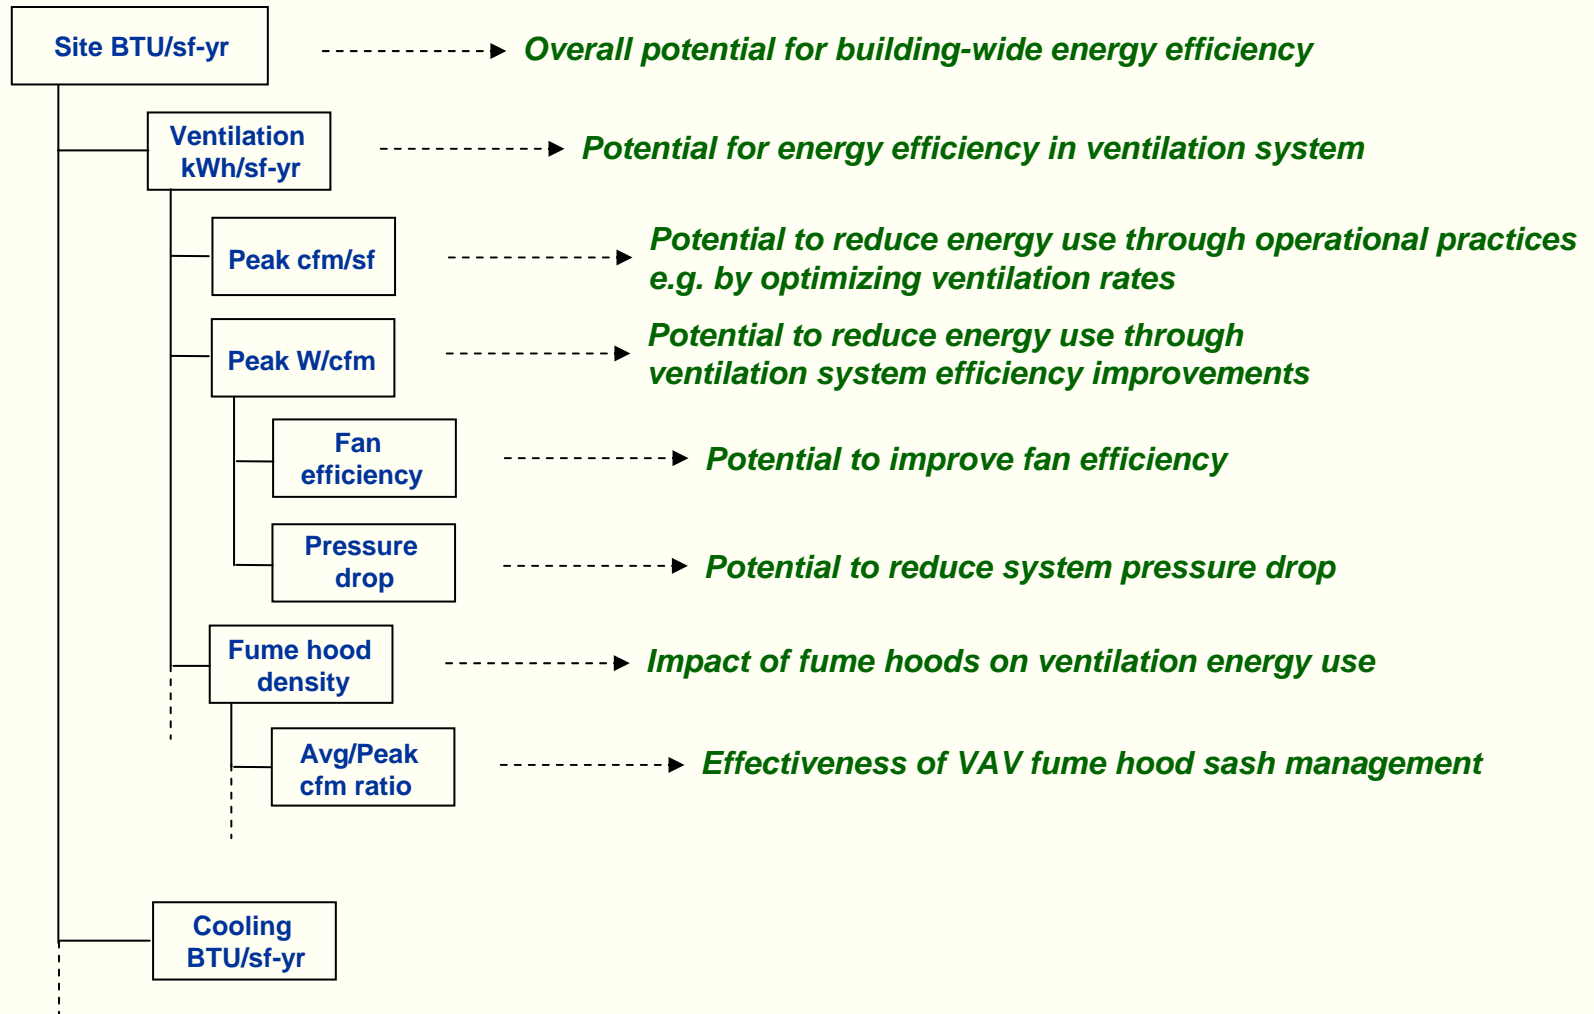 Site BTU/sf-yr
Overall potential for building-wide energy efficiency
Ventilation
kWh/sf-yr
Potential for energy efficiency in ventilation system
Peak cfm/sf
Potential to reduce energy use through operational practices
e.g. by optimizing ventilation rates
Peak W/cfm
Potential to reduce energy use through
ventilation system efficiency improvements
Fan
efficiency
Potential to improve fan efficiency
Pressure
drop
Potential to reduce system pressure drop
Fume hood
density
Impact of fume hoods on ventilation energy use
Avg/Peak
cfm ratio
Effectiveness of VAV fume hood sash management
Cooling
BTU/sf-yr